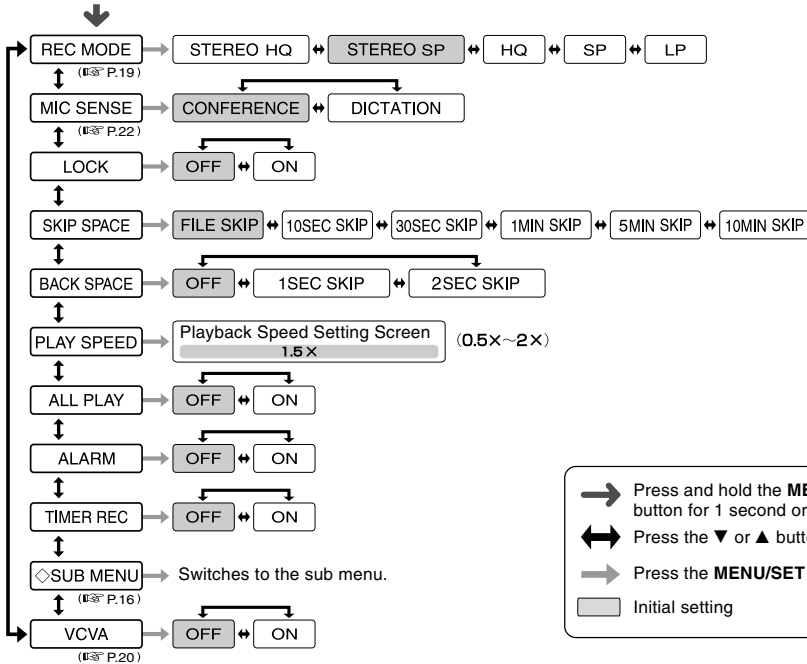 REC MODE STEREO HQ STEREO SP HQ SP LP
(☞ P.19)
MIC SENSE CONFERENCE DICTATION
(☞ P.22)
LOCK OFF ON
SKIP SPACE FILE SKIP 10SEC SKIP 30SEC SKIP 1MIN SKIP 5MIN SKIP 10MIN SKIP
BACK SPACE OFF 1SEC SKIP 2SEC SKIP
PLAY SPEED Playback Speed Setting Screen (0.5×~2×)
1.5×
ALL PLAY OFF ON
ALARM OFF ON
TIMER REC OFF ON
◇SUB MENU Switches to the sub menu.
(☞ P.16)
VCVA OFF ON
(☞ P.20)
Press and hold the
button for 1 second or
Press the ▼ or ▲
Press the MENU/SET
Initial setting